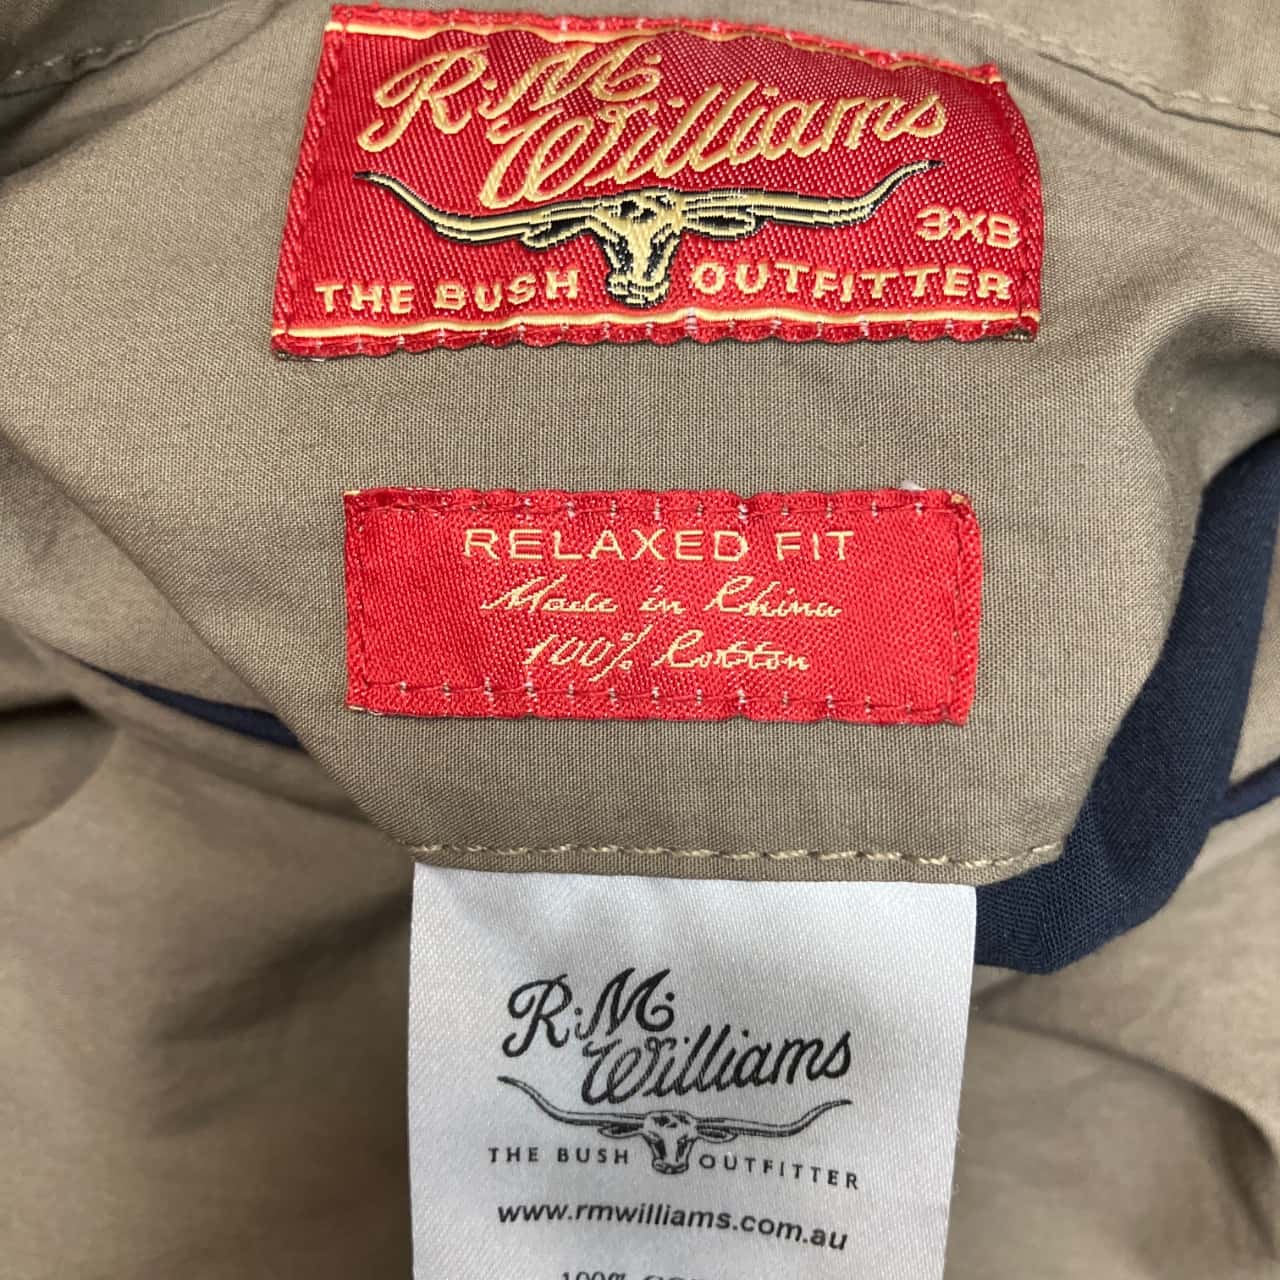 R.M.
Williams
3XB
THE BUSH OUTFITTER
RELAXED FIT
Made in China
100% Cotton
R.M.
Williams
THE BUSH OUTFITTER
www.rmwilliams.com.au
100%